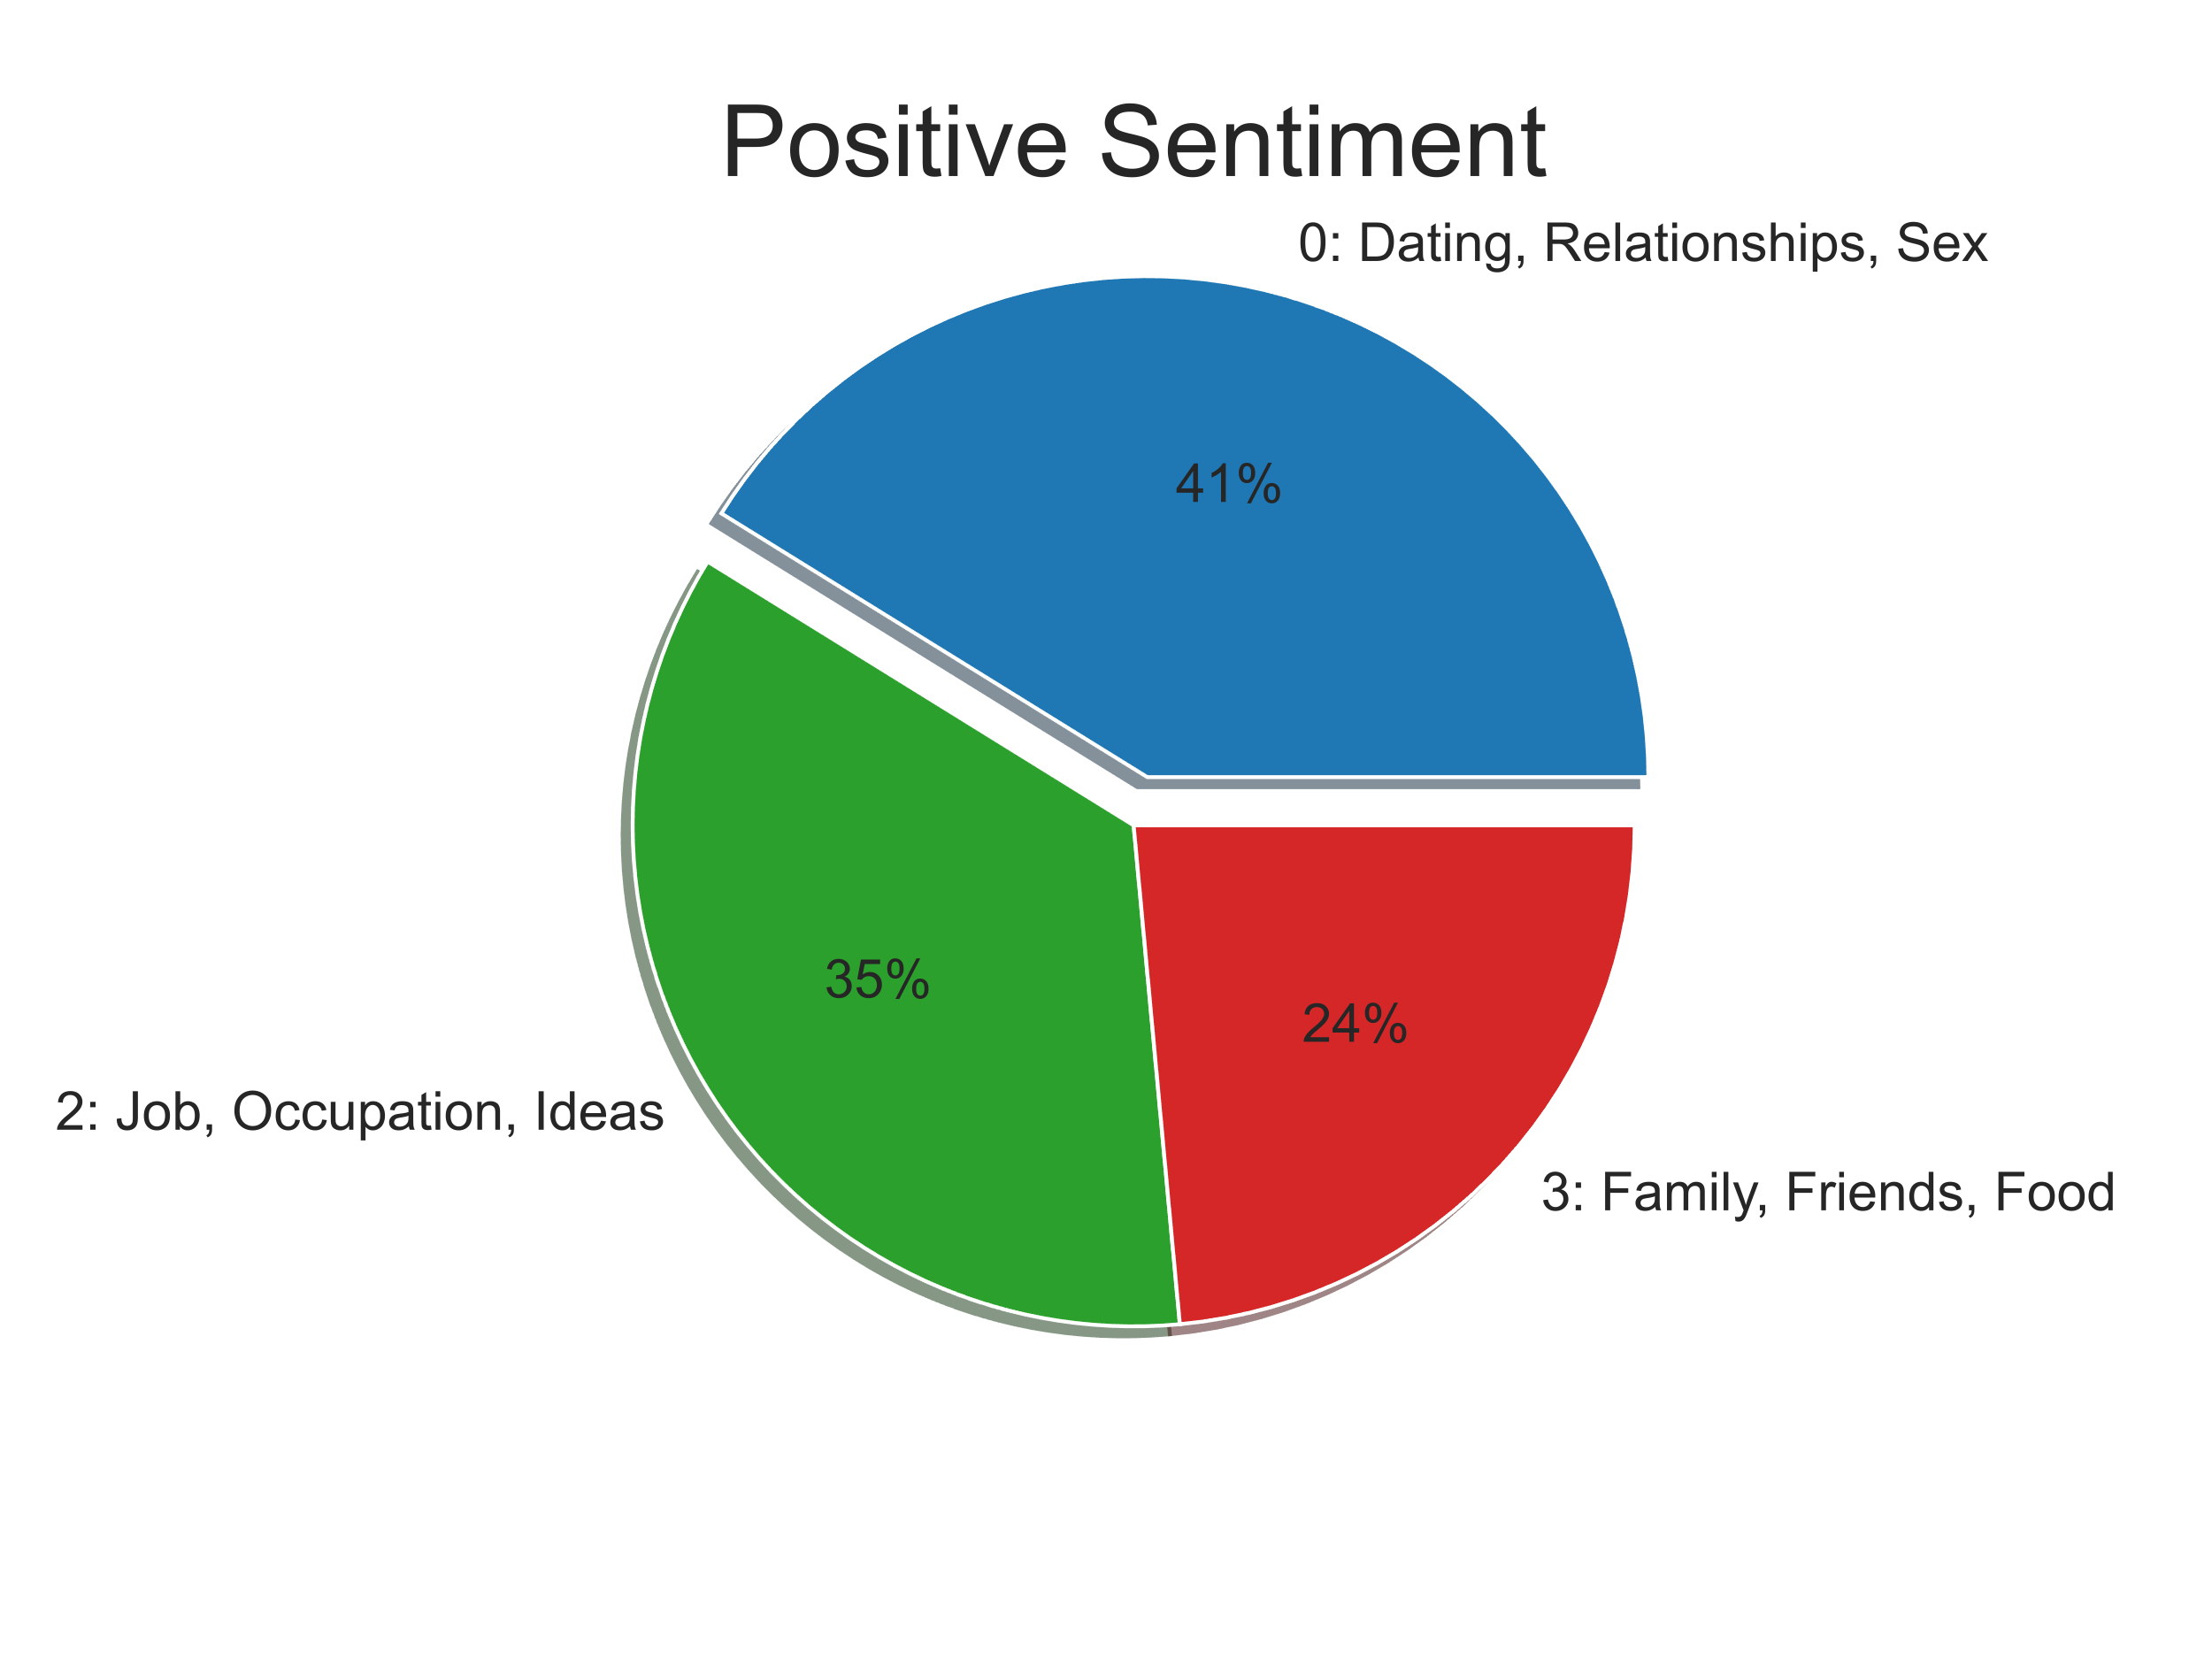 Positive Sentiment
0: Dating, Relationships, Sex
41%
35%
24%
2: Job, Occupation, Ideas
3: Family, Friends, Food